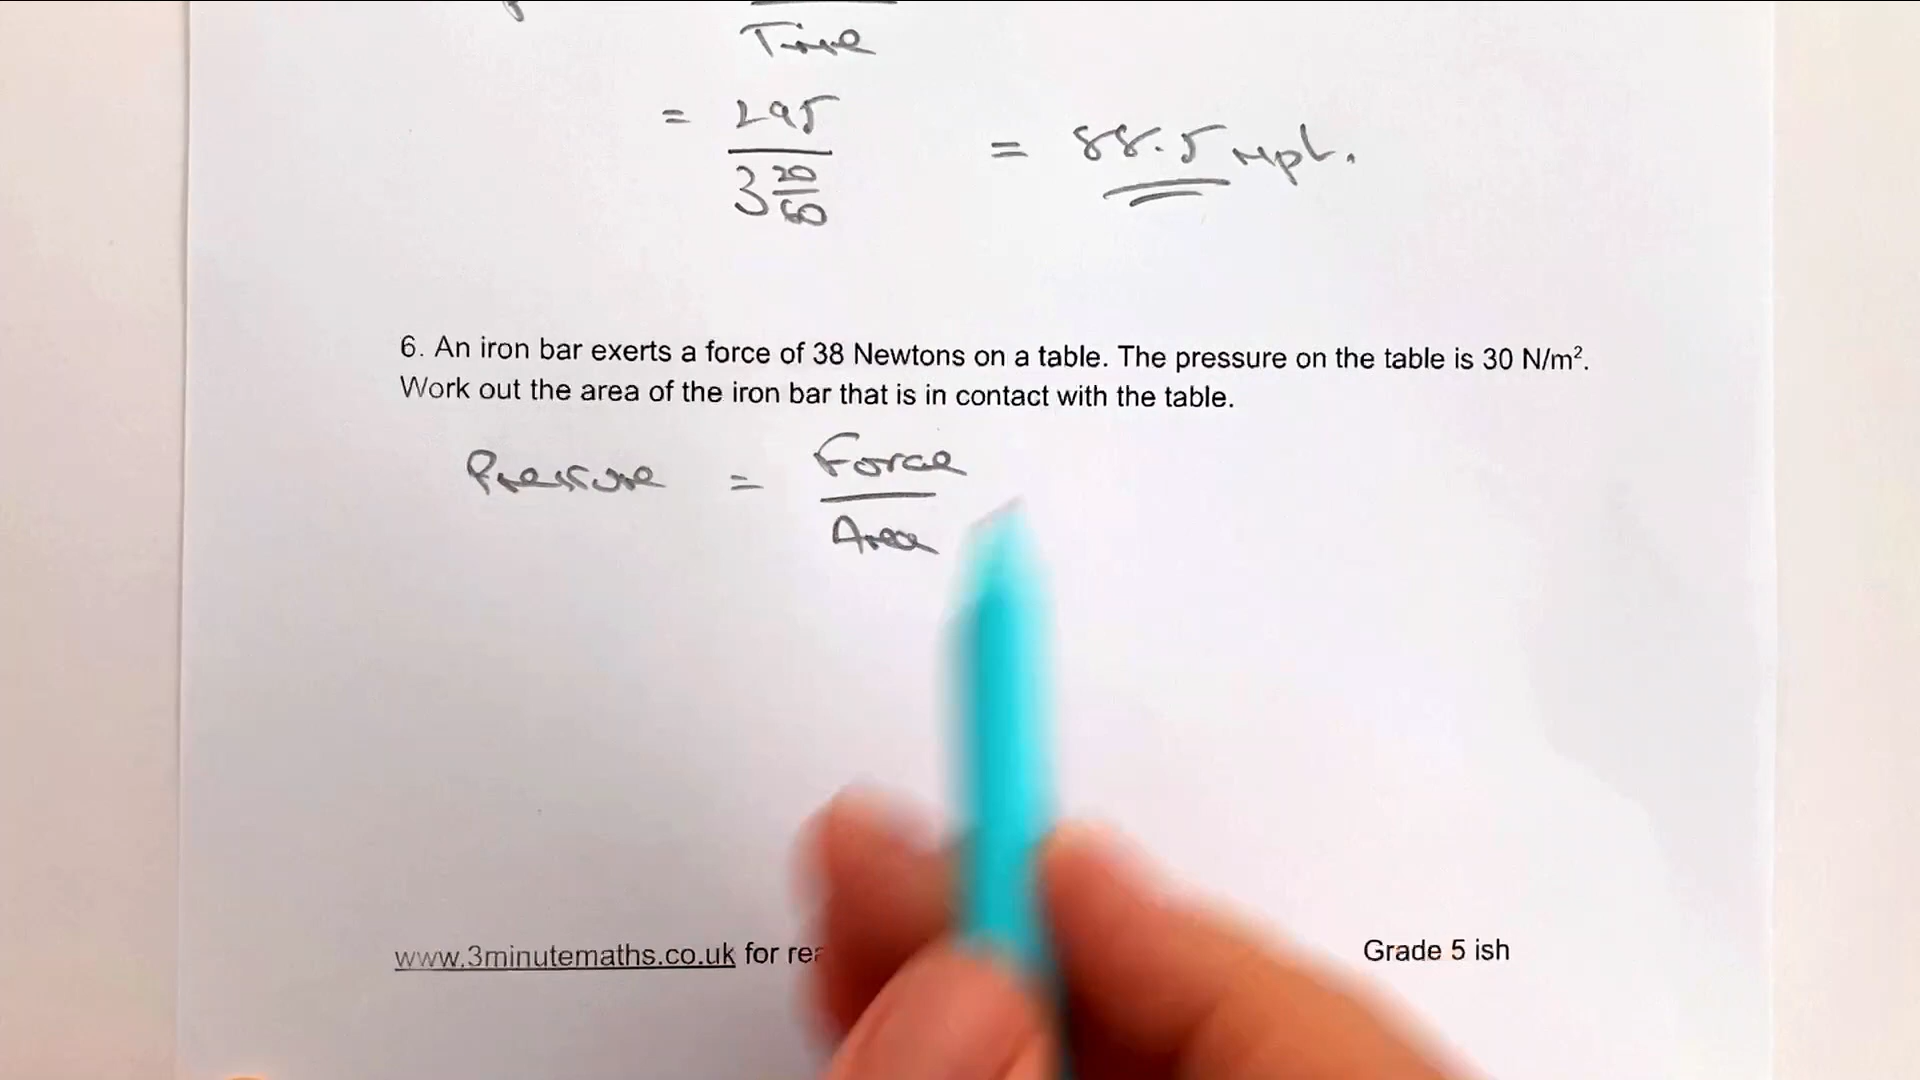 Time
= 295
3 20/60
= 88.5 mph.
6. An iron bar exerts a force of 38 Newtons on a table. The pressure on the table is 30 N/m².
Work out the area of the iron bar that is in contact with the table.
Pressure = Force
Area
www.3minutemaths.co.uk for
Grade 5 ish